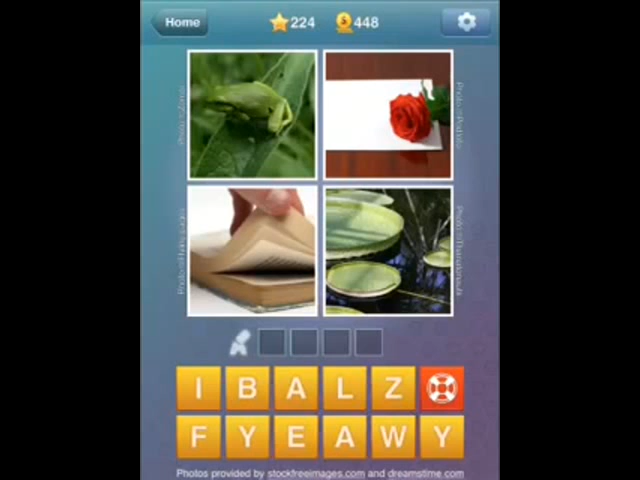 Home
224
448
I B A L Z
F Y E A W Y
Photos provided by stockfreeimages.com and dreamstime.com